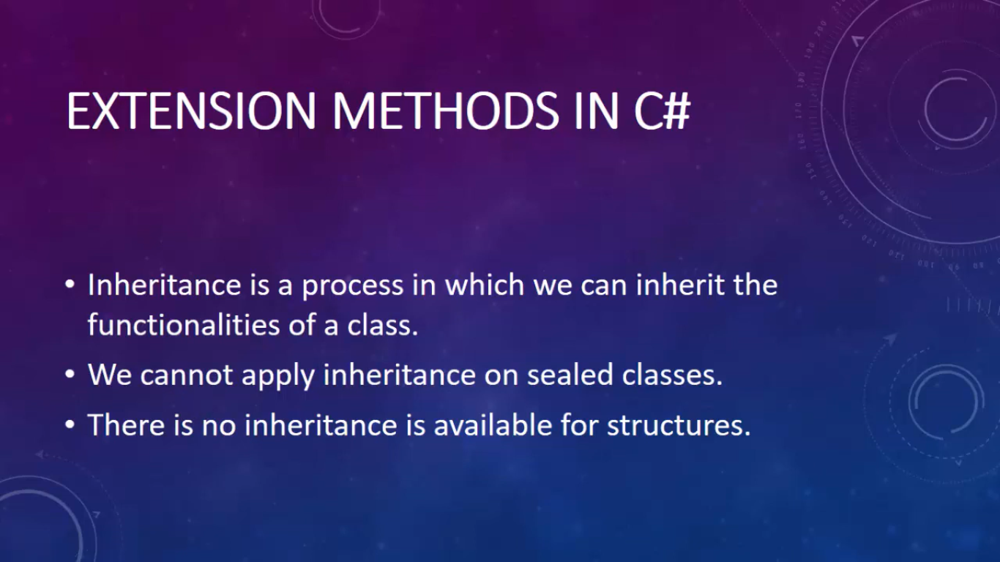 EXTENSION METHODS IN C#
• Inheritance is a process in which we can inherit the
functionalities of a class.
• We cannot apply inheritance on sealed classes.
• There is no inheritance is available for structures.